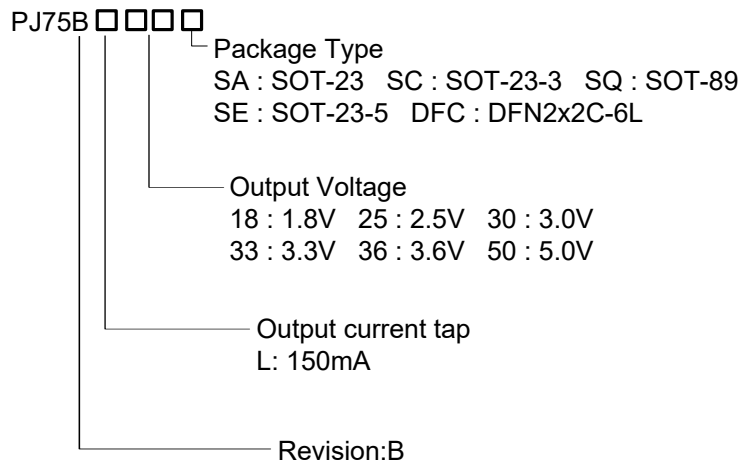 PJ75B□ □□ □
Package Type
SA : SOT-23 SC : SOT-23-3 SQ : SOT-89
SE : SOT-23-5 DFC : DFN2x2C-6L
Output Voltage
18 : 1.8V 25 : 2.5V 30 : 3.0V
33 : 3.3V 36 : 3.6V 50 : 5.0V
Output current tap
L: 150mA
Revision:B